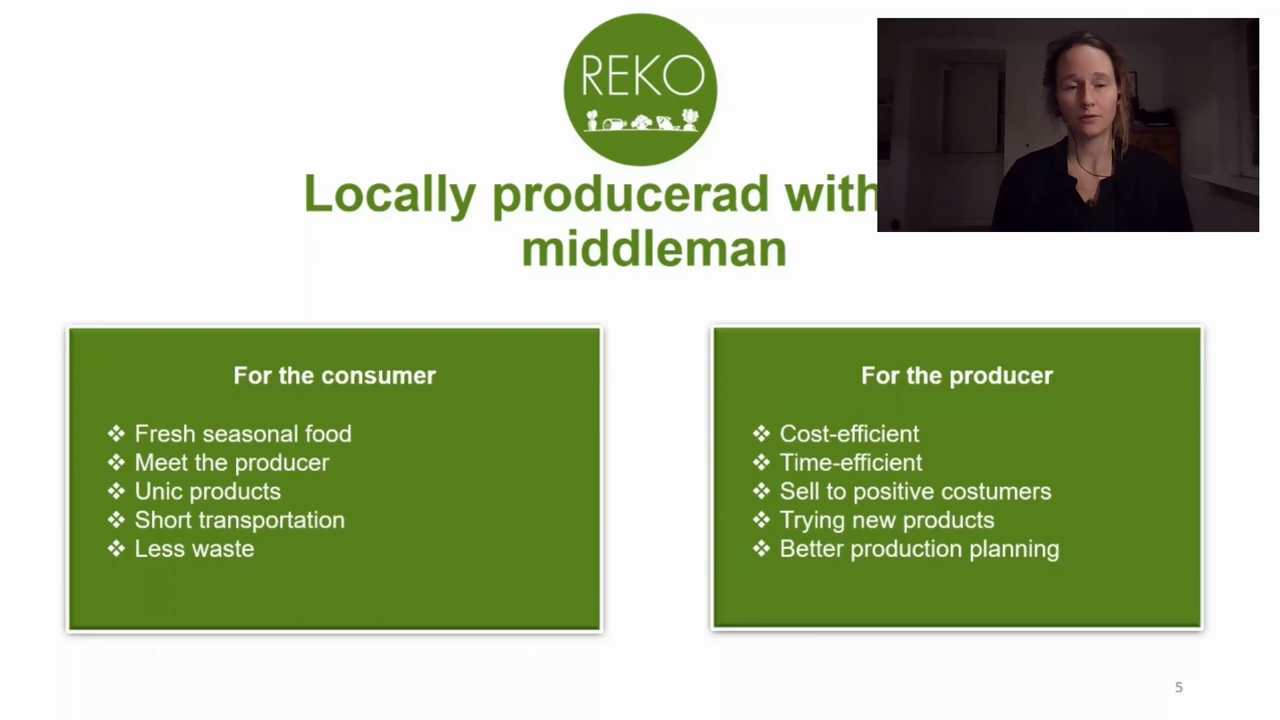 REKO
Locally producerad with
middleman
For the consumer
❖ Fresh seasonal food
❖ Meet the producer
❖ Unic products
❖ Short transportation
❖ Less waste
For the producer
❖ Cost-efficient
❖ Time-efficient
❖ Sell to positive costumers
❖ Trying new products
❖ Better production planning
5